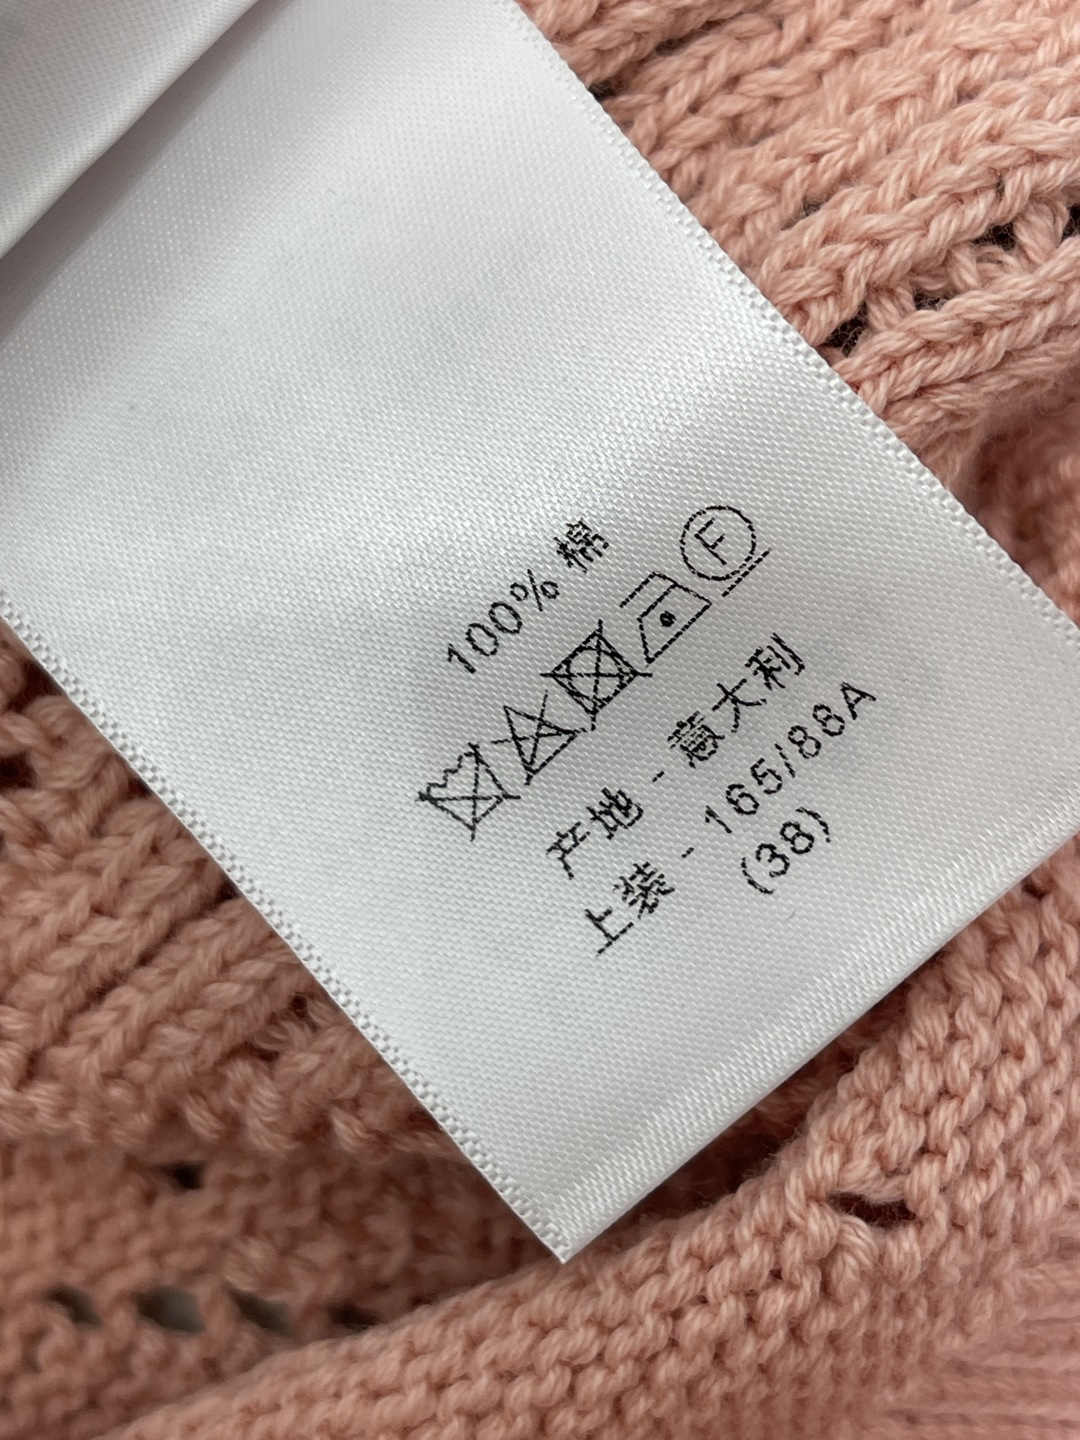 100% 棉
F
产地 - 意大利
上装 - 165/88A
(38)